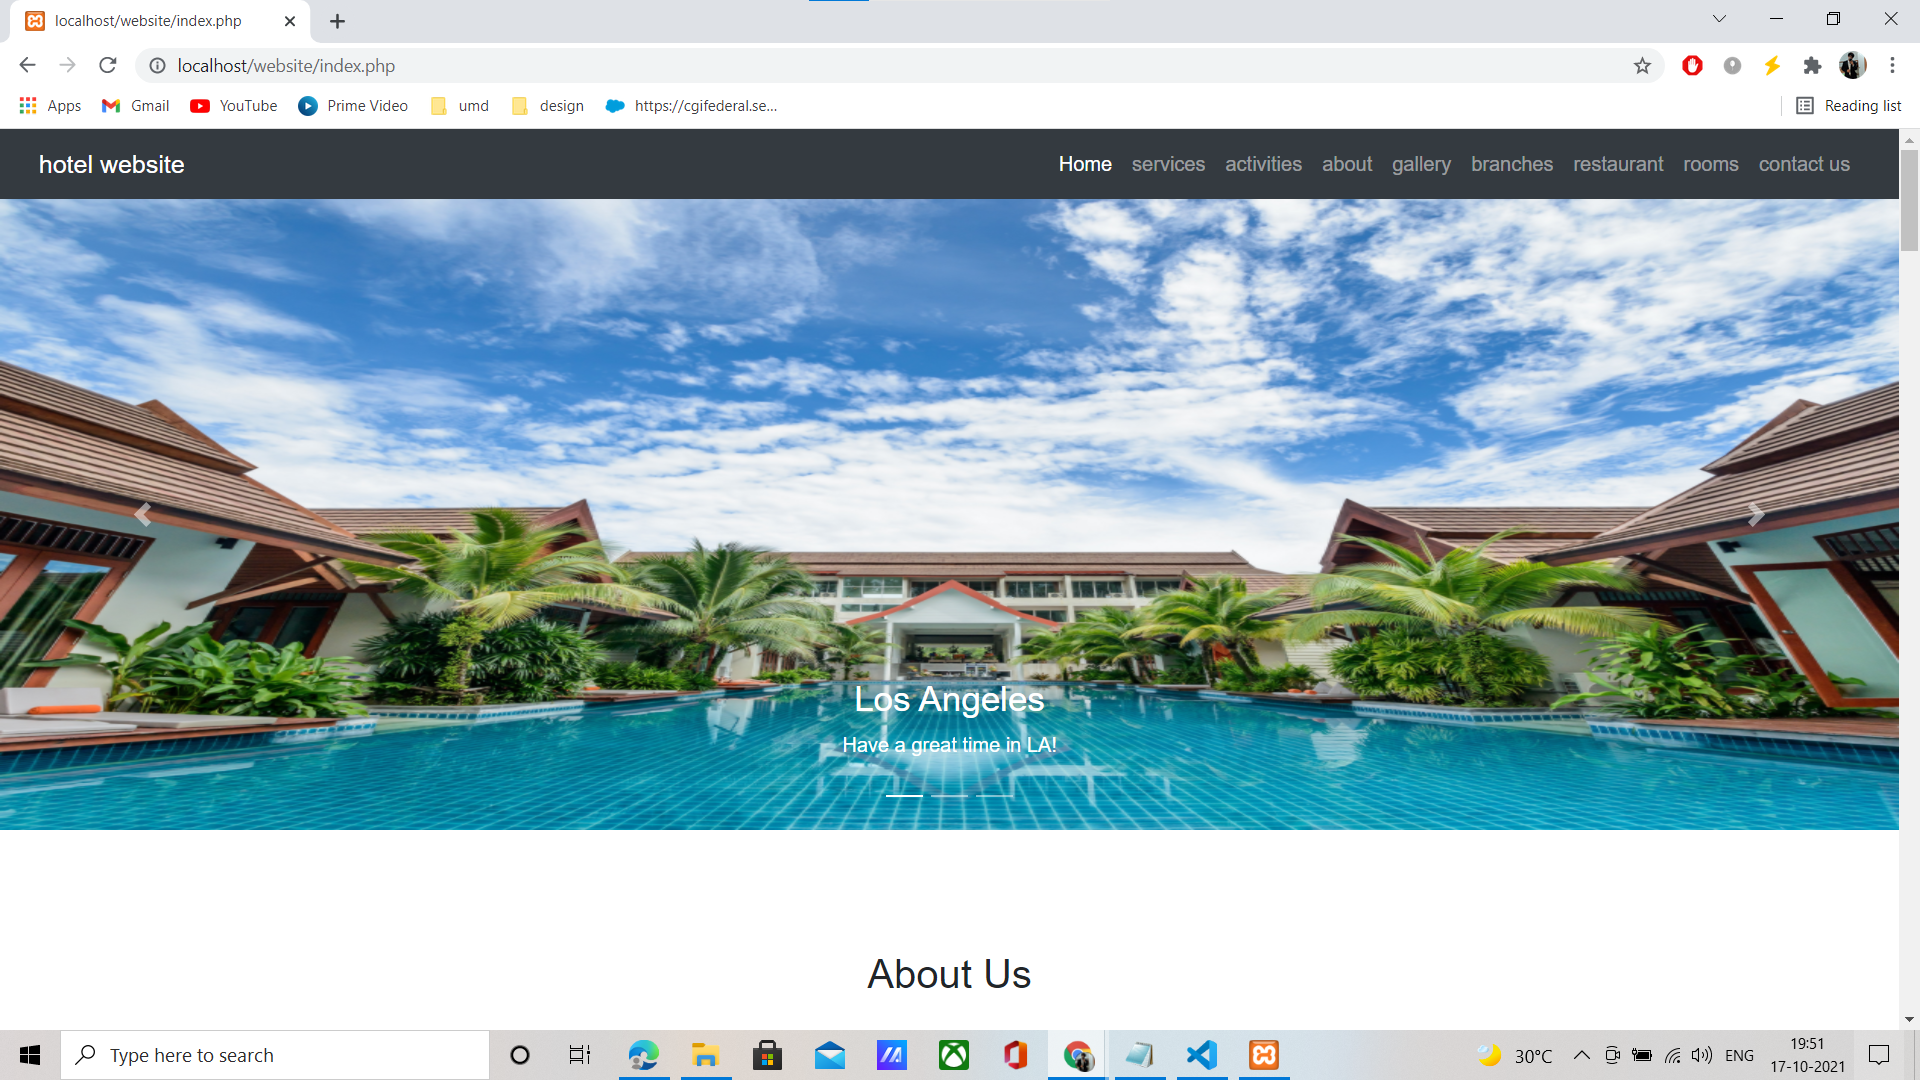 localhost/website/index.php
localhost/website/index.php
Apps Gmail YouTube Prime Video umd design https://cgifederal.se... Reading list
hotel website Home services activities about gallery branches restaurant rooms contact us
Los Angeles
Have a great time in LA!
About Us
Type here to search 30°C ENG 19:51
17-10-2021